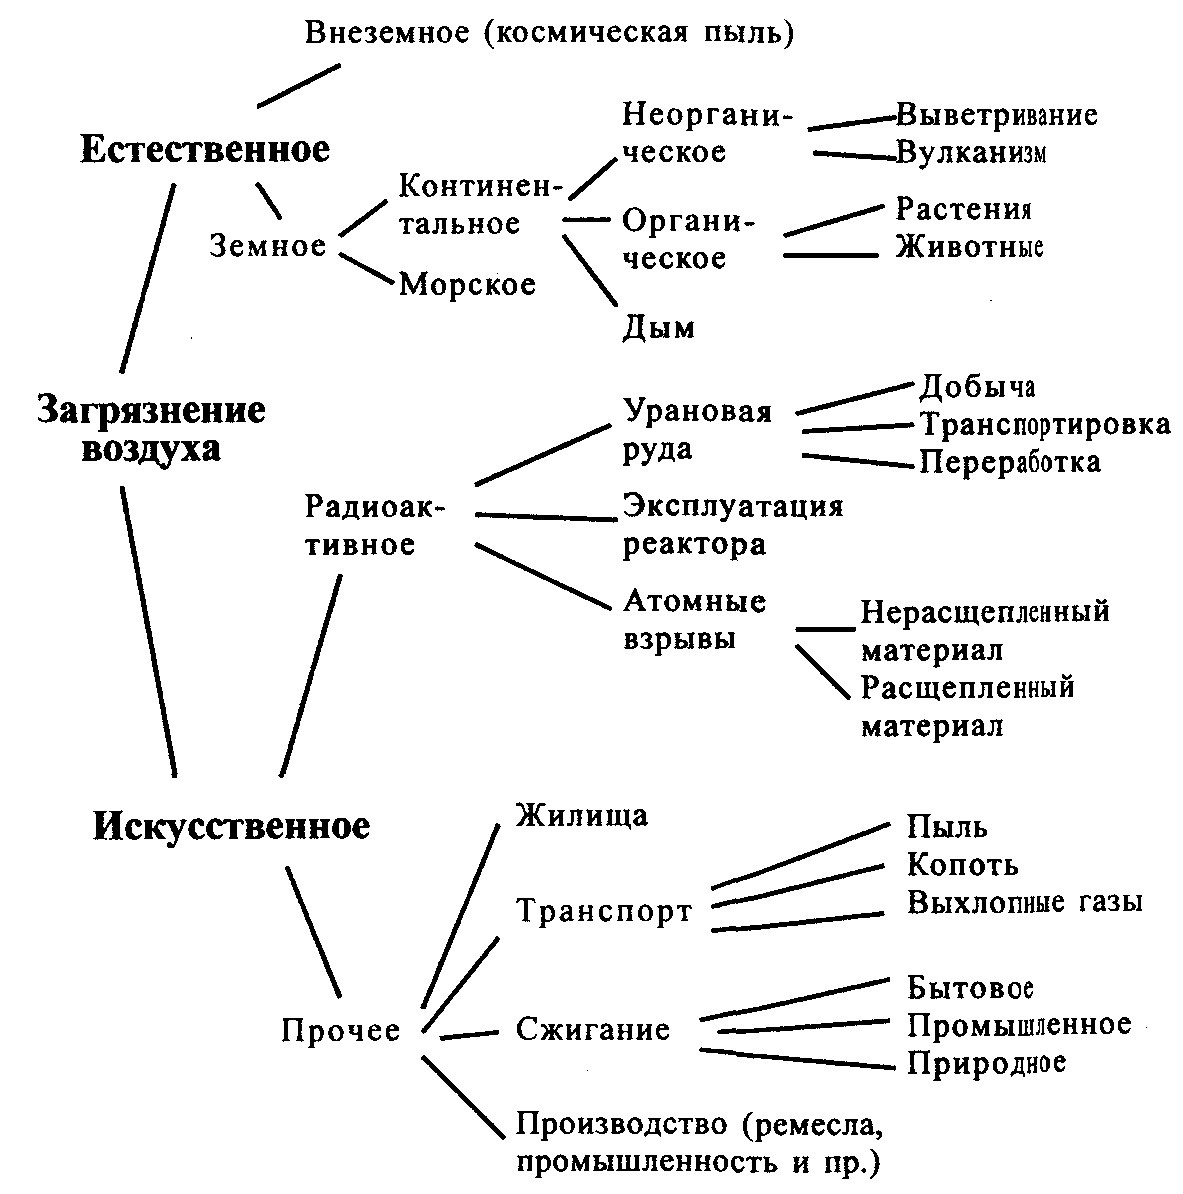 Внеземное (космическая пыль)
Естественное
Земное
Континен-
тальное
Морское
Неоргани-
ческое
Выветривание
Вулканизм
Органи-
ческое
Растения
Животные
Дым
Загрязнение
воздуха
Радиоак-
тивное
Урановая
руда
Добыча
Транспортировка
Переработка
Эксплуатация
реактора
Атомные
взрывы
Нерасщепленный
материал
Расщепленный
материал
Искусственное
Прочее
Жилища
Транспорт
Пыль
Копоть
Выхлопные газы
Сжигание
Бытовое
Промышленное
Природное
Производство (ремесла,
промышленность и пр.)